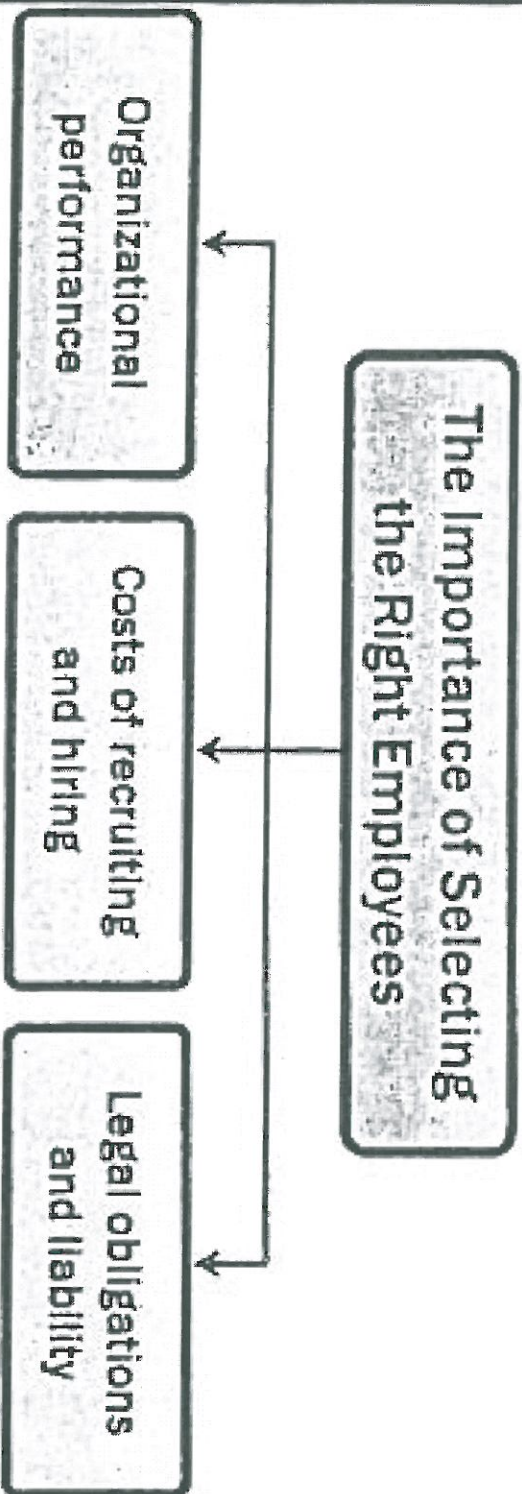 The Importance of Selecting
the Right Employees
Organizational
performance
Costs of recruiting
and hiring
Legal obligations
and liability